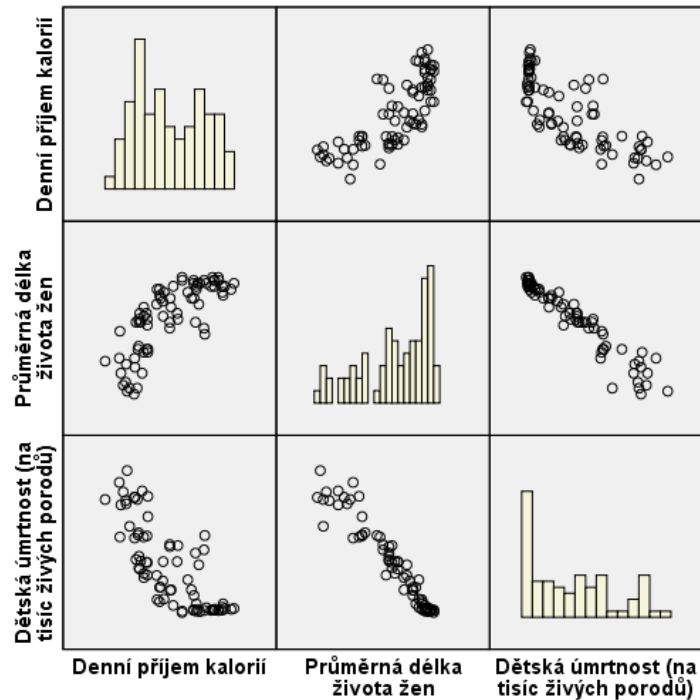 Denní příjem kalorií
Průměrná délka
života žen
Dětská úmrtnost (na
tisíc živých porodů)
Denní příjem kalorií
Průměrná délka
života žen
Dětská úmrtnost (na
tisíc živých porodů)